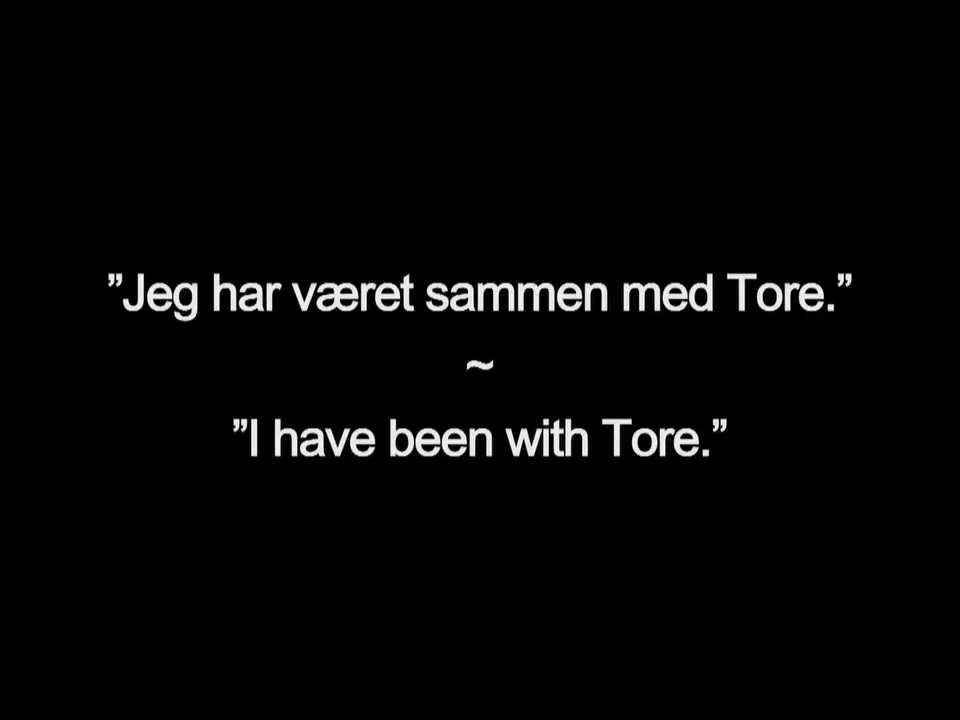 ”Jeg har været sammen med Tore.”
~
”I have been with Tore.”